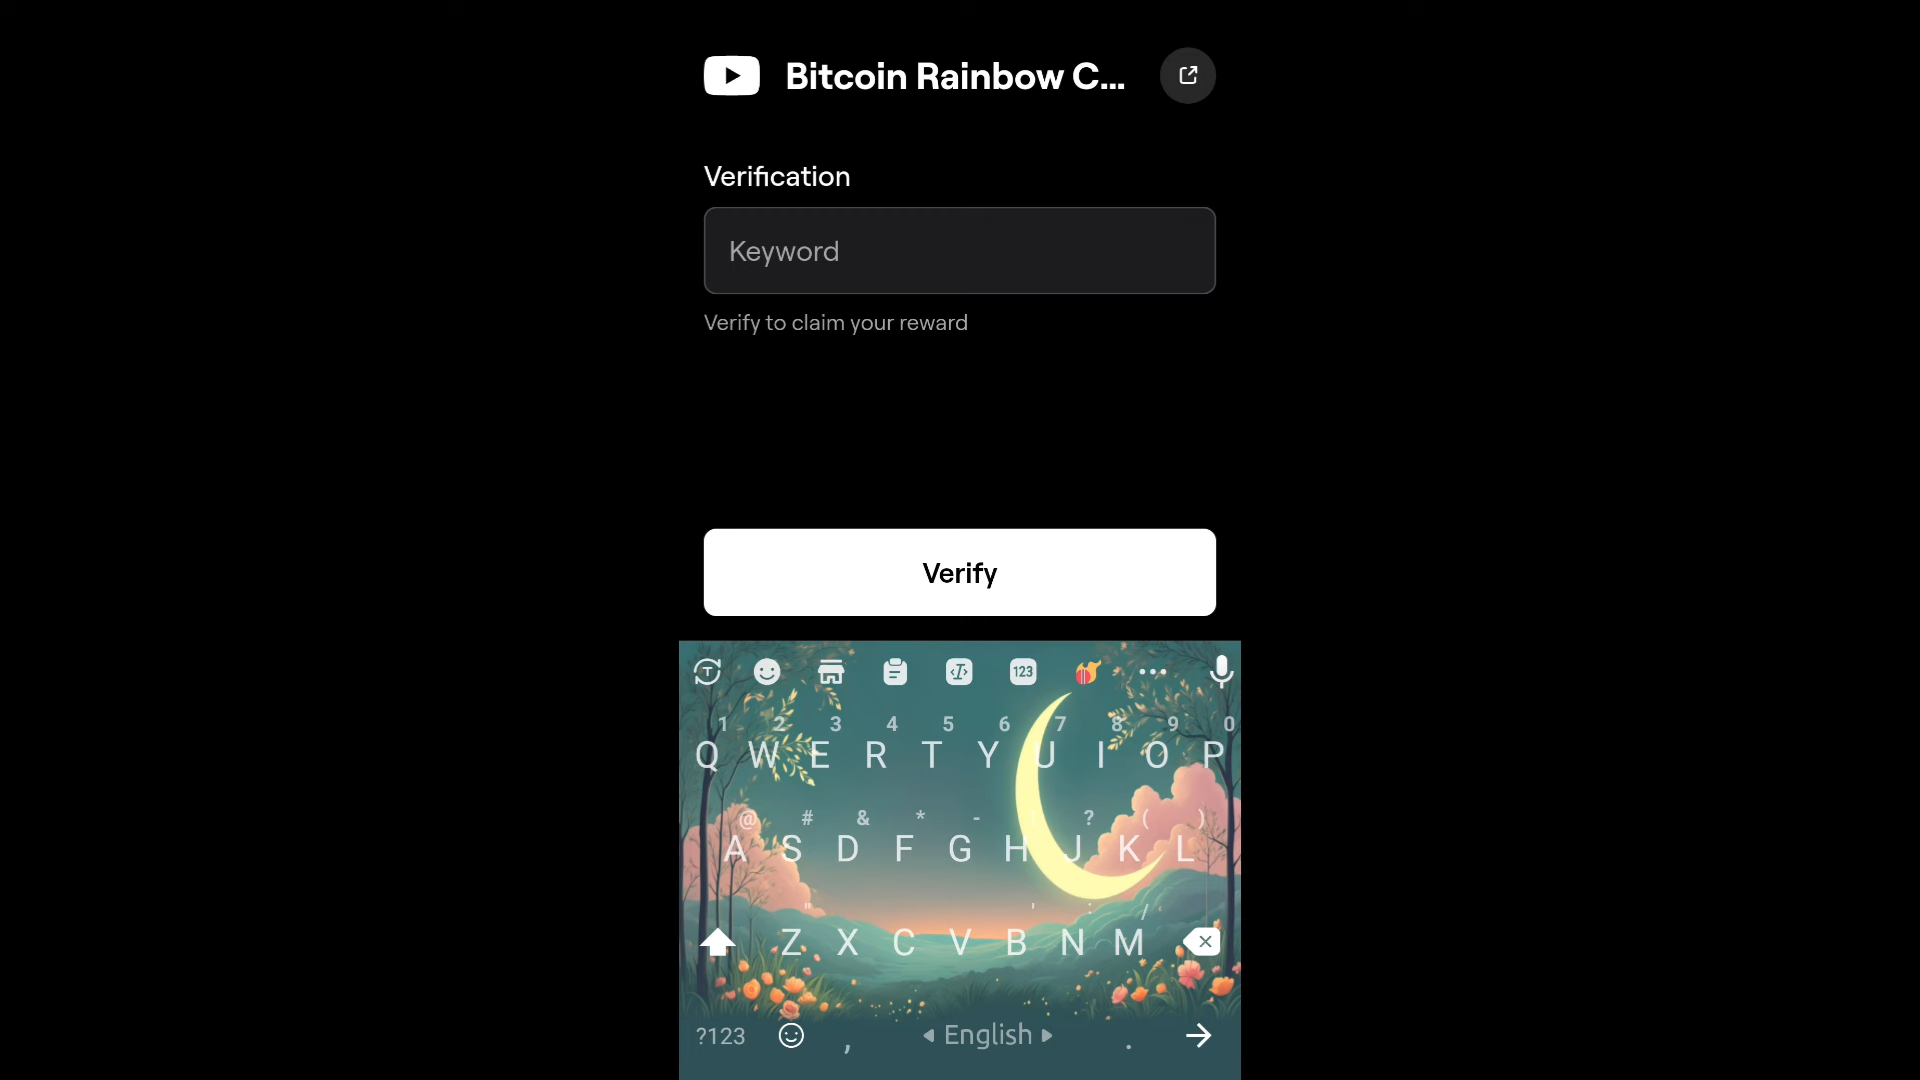 Bitcoin Rainbow C...
Verification
Keyword
Verify to claim your reward
Verify
T T 123
1 2 3 4 5 6 7 8 9 0
Q W E R T Y U I O P
@ # & * - ! ? ( )
A S D F G H J K L
" ' : /
Z X C V B N M
?123 , English .